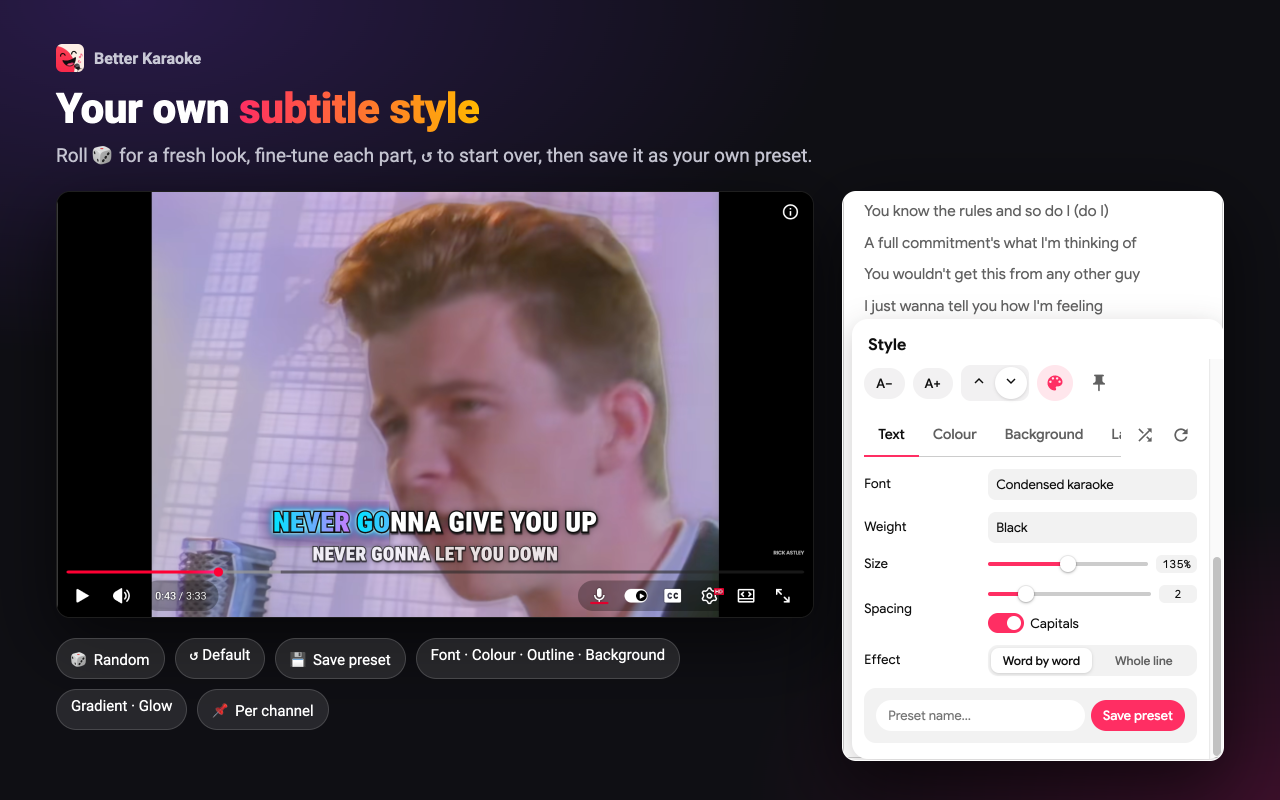 Better Karaoke
Your own subtitle style
Roll 🎲 for a fresh look, fine-tune each part, ↺ to start over, then save it as your own preset.
NEVER GONNA GIVE YOU UP
NEVER GONNA LET YOU DOWN
RICK ASTLEY
0:43 / 3:33
CC
HD
🎲 Random
↺ Default
💾 Save preset
Font · Colour · Outline · Background
Gradient · Glow
📌 Per channel
You know the rules and so do I (do I)
A full commitment's what I'm thinking of
You wouldn't get this from any other guy
I just wanna tell you how I'm feeling
Style
A− A+
Text Colour Background La
Font Condensed karaoke
Weight Black
Size 135%
Spacing 2
Capitals
Effect Word by word Whole line
Preset name... Save preset